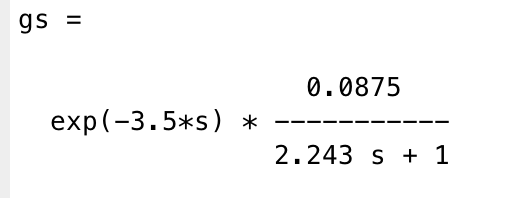 gs =
0.0875
exp(-3.5*s) * -----------
2.243 s + 1